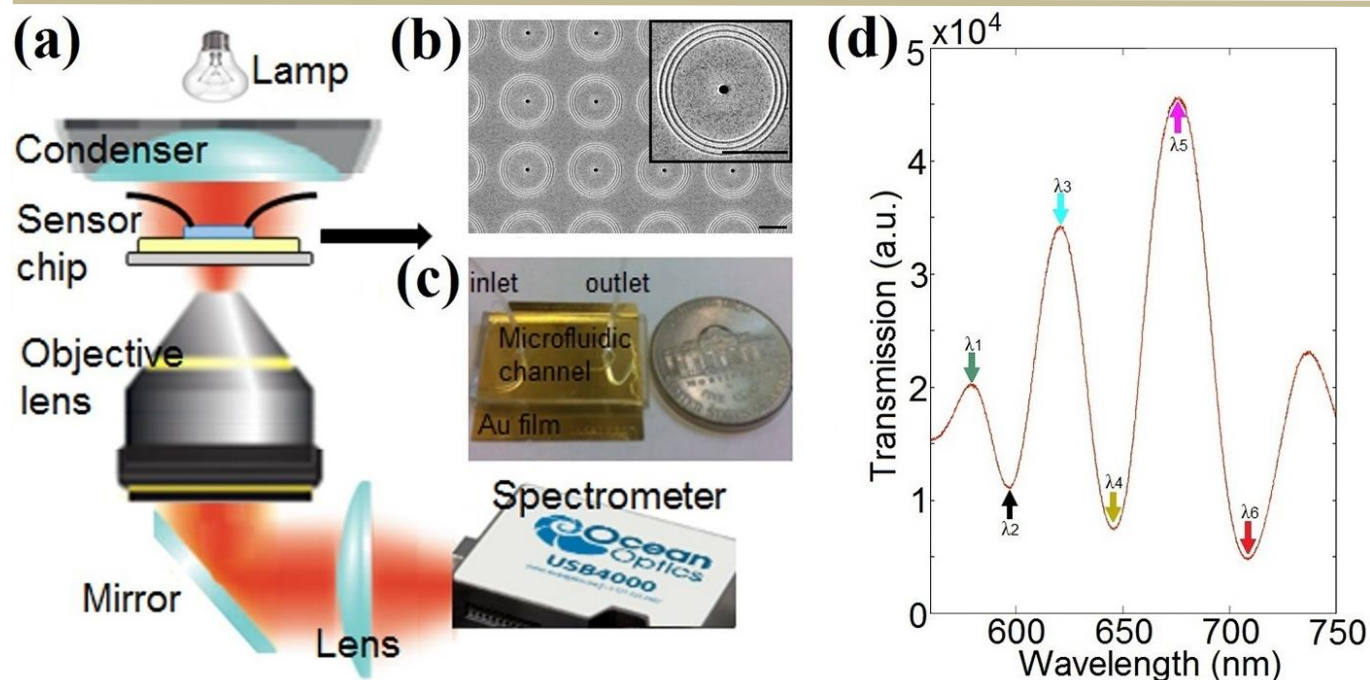 (a)
Lamp
Condenser
Sensor
chip
Objective
lens
Mirror
Lens
(b)
(c)
inlet
outlet
Microfluidic
channel
Au film
Spectrometer
Ocean
Optics
USB4000
(d)
×10⁴
5
4
3
2
1
0
Transmission (a.u.)
λ1
λ2
λ3
λ4
λ5
λ6
600
650
700
750
Wavelength (nm)